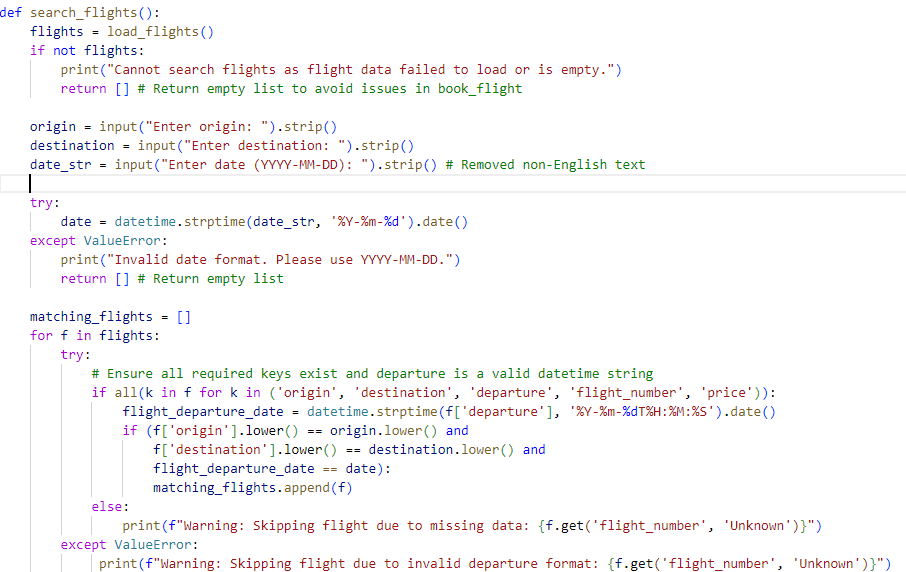 def search_flights():
    flights = load_flights()
    if not flights:
        print("Cannot search flights as flight data failed to load or is empty.")
        return [] # Return empty list to avoid issues in book_flight

    origin = input("Enter origin: ").strip()
    destination = input("Enter destination: ").strip()
    date_str = input("Enter date (YYYY-MM-DD): ").strip() # Removed non-English text

    try:
        date = datetime.strptime(date_str, '%Y-%m-%d').date()
    except ValueError:
        print("Invalid date format. Please use YYYY-MM-DD.")
        return [] # Return empty list

    matching_flights = []
    for f in flights:
        try:
            # Ensure all required keys exist and departure is a valid datetime string
            if all(k in f for k in ('origin', 'destination', 'departure', 'flight_number', 'price')):
                flight_departure_date = datetime.strptime(f['departure'], '%Y-%m-%dT%H:%M:%S').date()
                if (f['origin'].lower() == origin.lower() and
                    f['destination'].lower() == destination.lower() and
                    flight_departure_date == date):
                    matching_flights.append(f)
            else:
                print(f"Warning: Skipping flight due to missing data: {f.get('flight_number', 'Unknown')}")
        except ValueError:
             print(f"Warning: Skipping flight due to invalid departure format: {f.get('flight_number', 'Unknown')}")